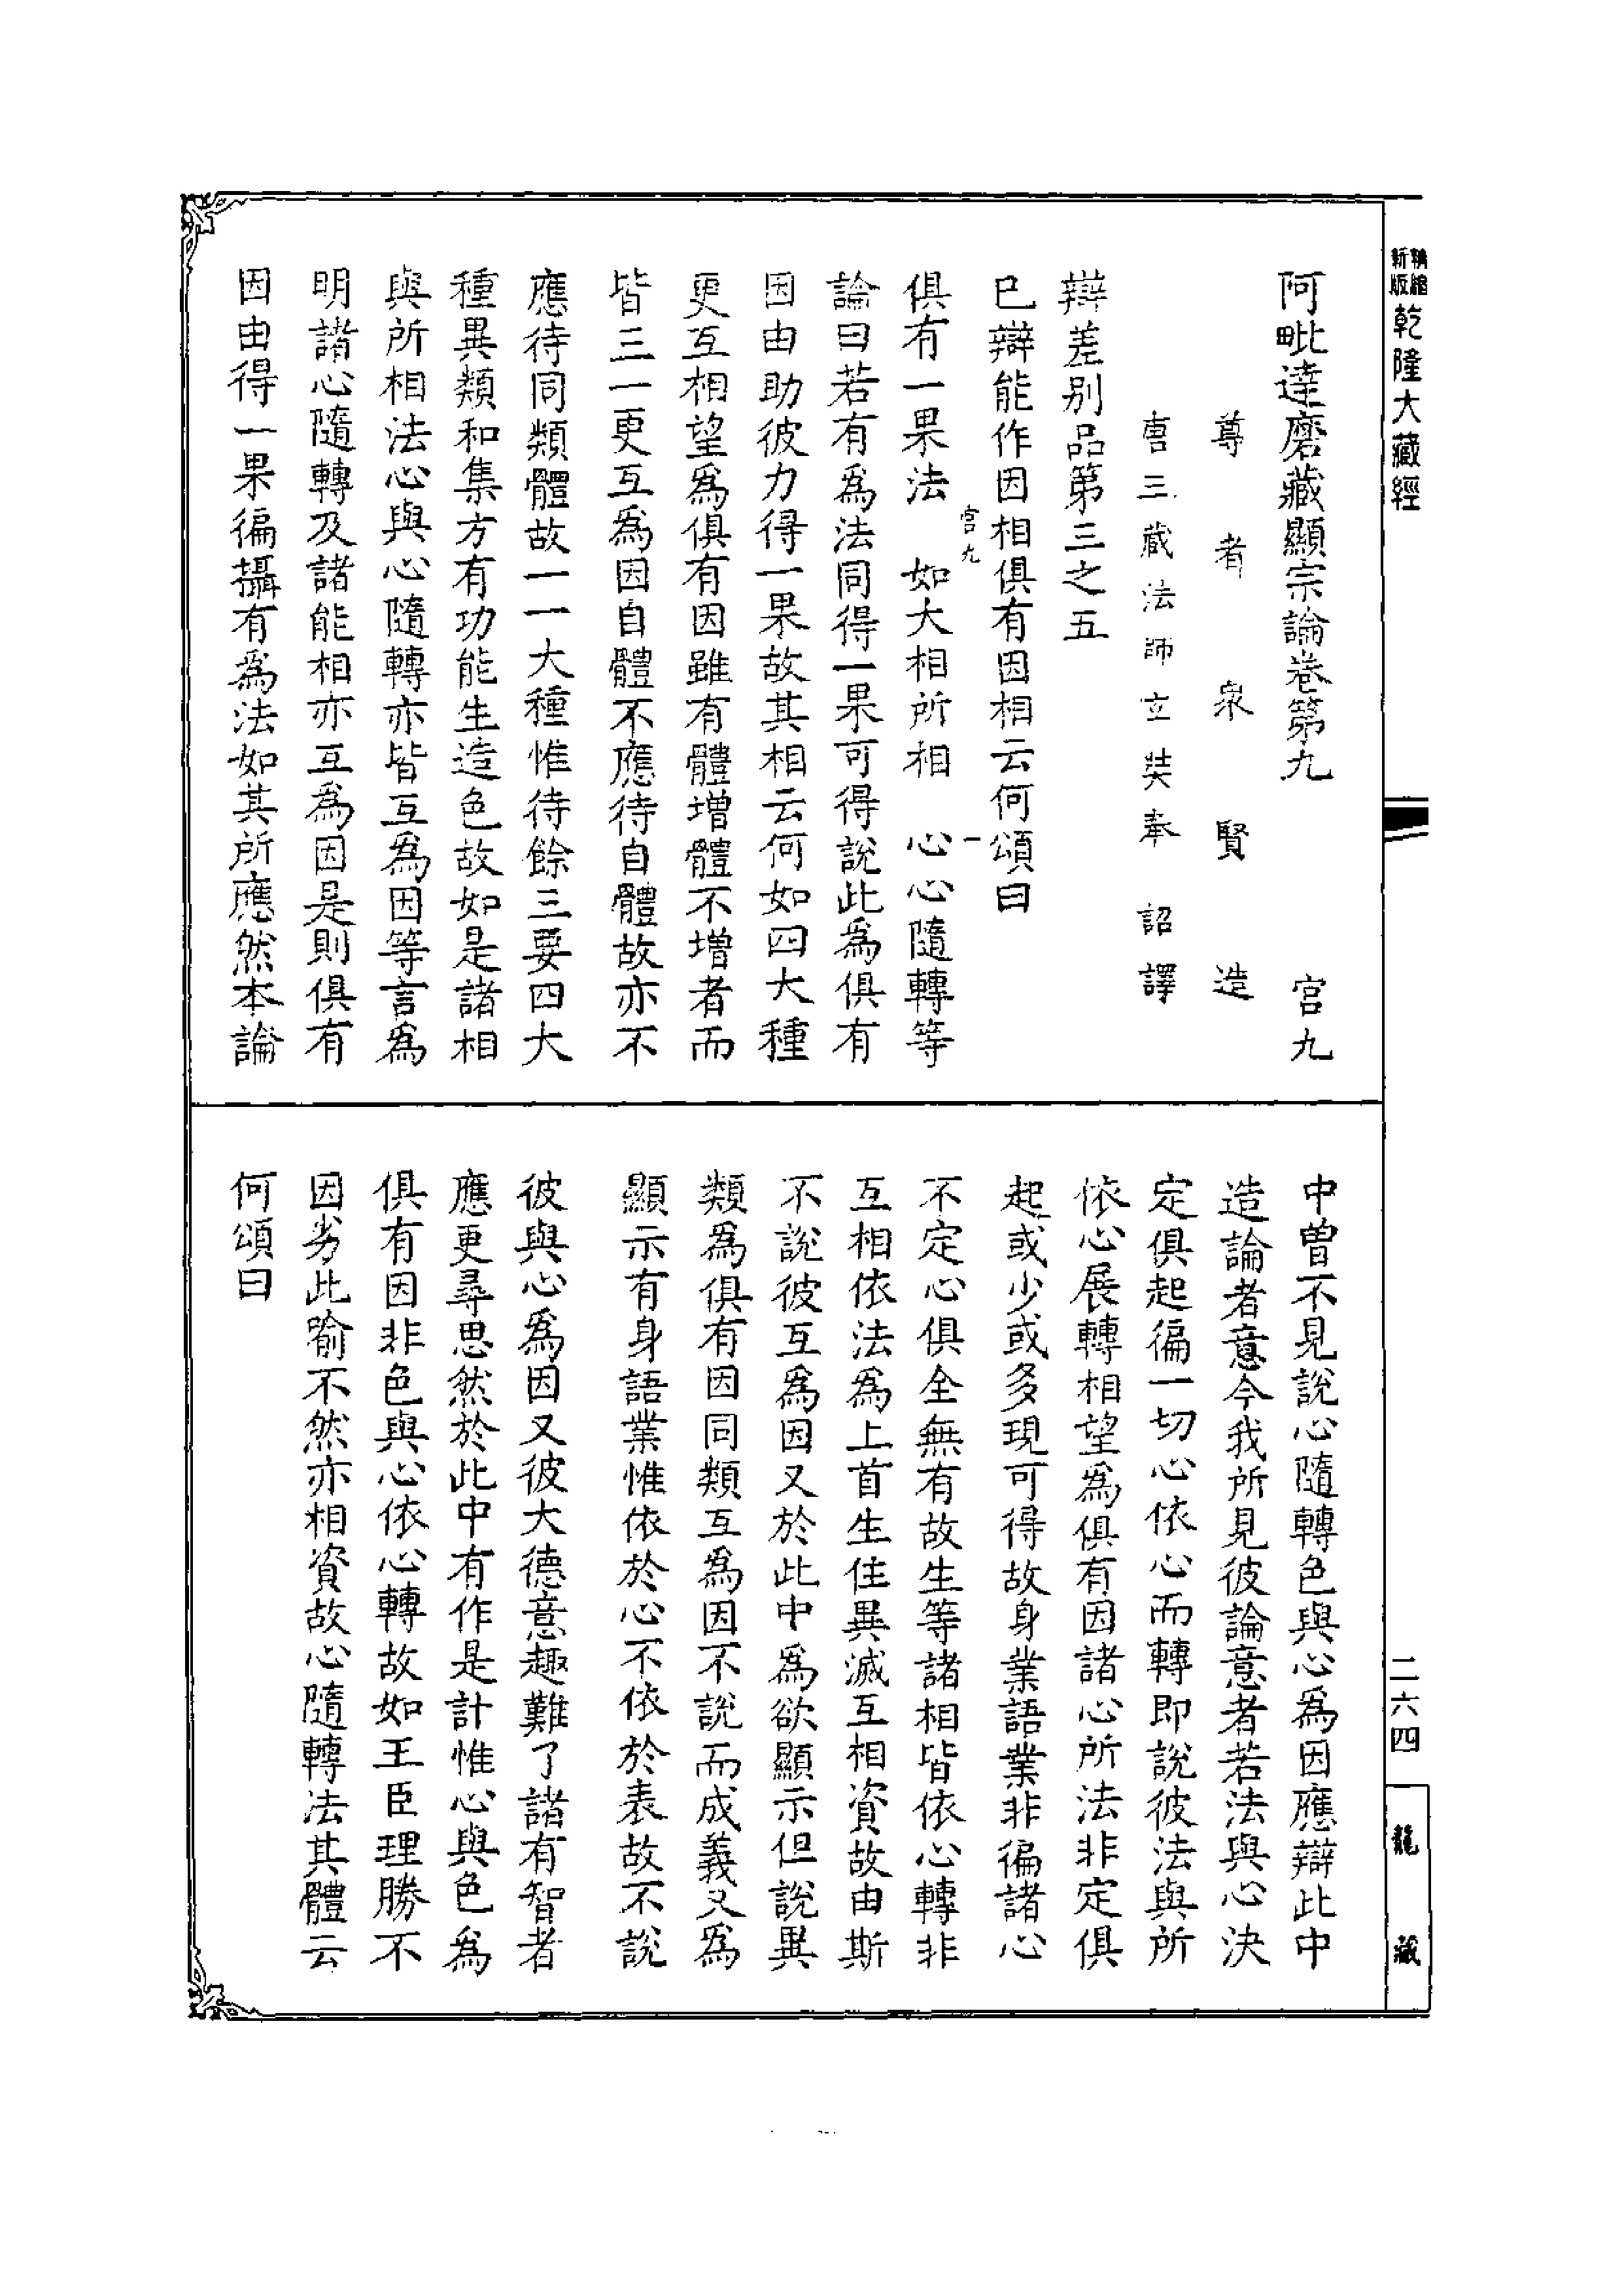 新版精縮
乾隆大藏經
阿毗達磨藏顯宗論卷第九 宮九
尊者衆賢造
唐三藏法師玄奘奉詔譯
辯差別品第三之五
已辯能作因相俱有因相云何頌曰
宮九 一
俱有一果法 如大相所相 心心隨轉等
論曰若有爲法同得一果可得說此爲俱有
因由助彼力得一果故其相云何如四大種
更互相望爲俱有因雖有體增體不增者而
皆三一更互爲因自體不應待自體故亦不
應待同類體故一一大種惟待餘三要四大
種異類和集方有功能生造色故如是諸相
與所相法心與心隨轉亦皆互爲因等言爲
明諸心隨轉及諸能相亦互爲因是則俱有
因由得一果徧攝有爲法如其所應然本論
中曾不見說心隨轉色與心爲因應辯此中
造論者意今我所見彼論意者若法與心決
定俱起徧一切心依心而轉即說彼法與所
依心展轉相望爲俱有因諸心所法非定俱
起或少或多現可得故身業語業非徧諸心
不定心俱全無有故生等諸相皆依心轉非
互相依法爲上首生住異滅互相資故由斯
不說彼互爲因又於此中爲欲顯示但說異
類爲俱有因同類互爲因不說而成義又爲
顯示有身語業惟依於心不依於表故不說
彼與心爲因又彼大德意趣難了諸有智者
應更尋思然於此中有作是計惟心與色爲
俱有因非色與心依心轉故如王臣理勝不
因劣此喻不然亦相資故心隨轉法其體云
何頌曰
二六四
龍藏